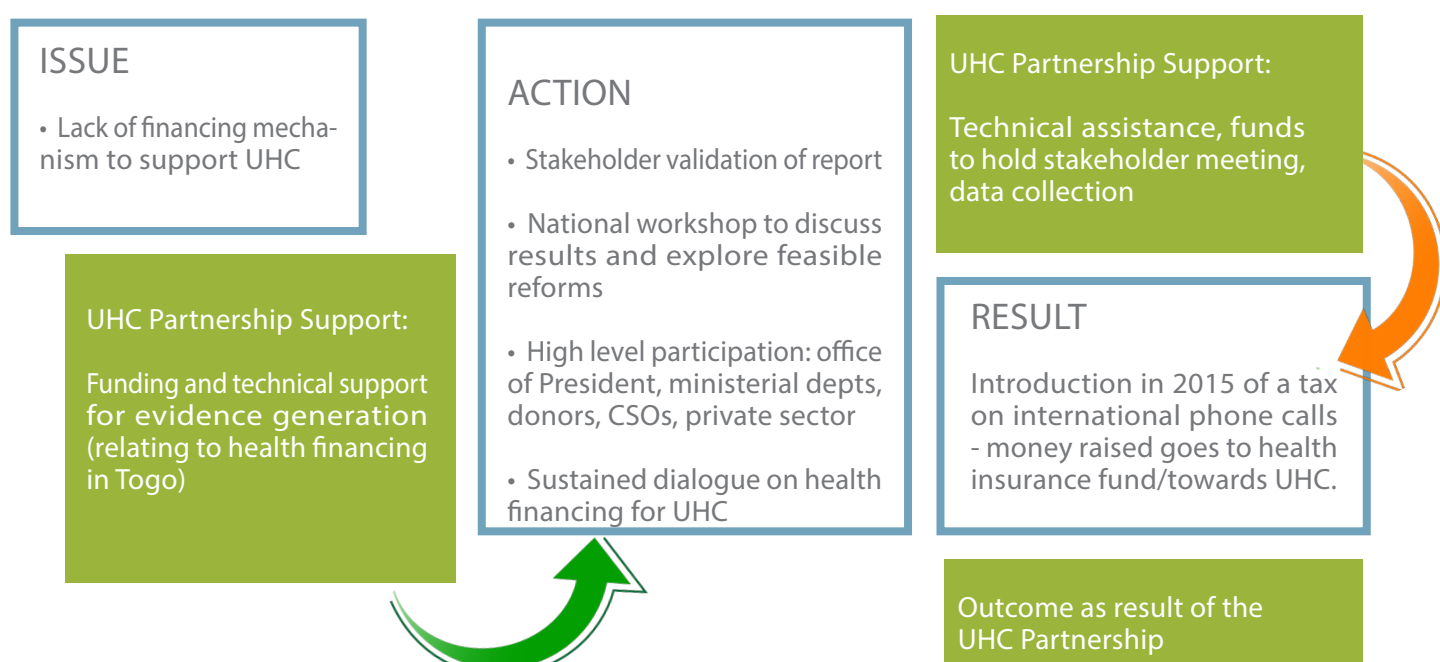 ISSUE
• Lack of financing mecha-
nism to support UHC
UHC Partnership Support:
Funding and technical support
for evidence generation
(relating to health financing
in Togo)
ACTION
• Stakeholder validation of report
• National workshop to discuss
results and explore feasible
reforms
• High level participation: office
of President, ministerial depts,
donors, CSOs, private sector
• Sustained dialogue on health
financing for UHC
UHC Partnership Support:
Technical assistance, funds
to hold stakeholder meeting,
data collection
RESULT
Introduction in 2015 of a tax
on international phone calls
- money raised goes to health
insurance fund/towards UHC.
Outcome as result of the
UHC Partnership